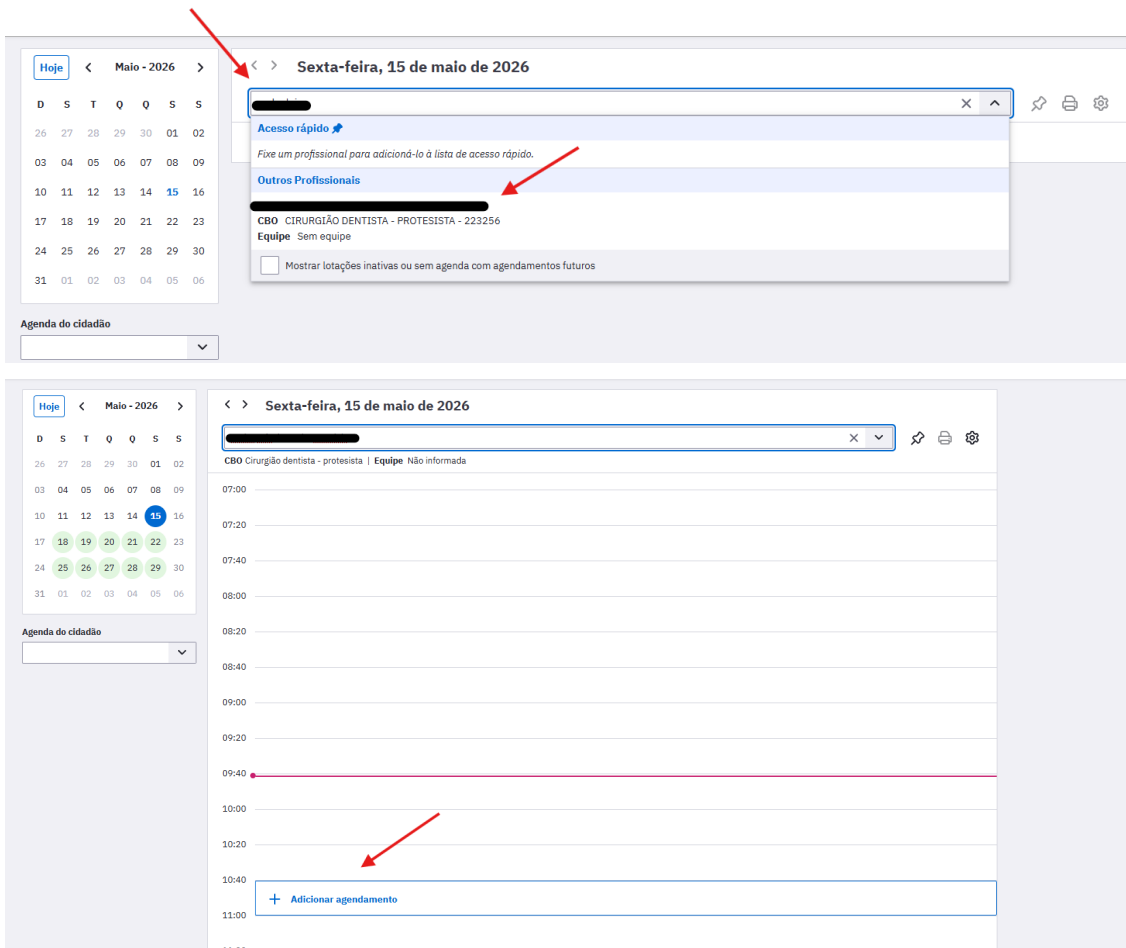 Hoje Maio - 2026
D S T Q Q S S
26 27 28 29 30 01 02
03 04 05 06 07 08 09
10 11 12 13 14 15 16
17 18 19 20 21 22 23
24 25 26 27 28 29 30
31 01 02 03 04 05 06
Agenda do cidadão
Sexta-feira, 15 de maio de 2026
Acesso rápido
Fixe um profissional para adicioná-lo à lista de acesso rápido.
Outros Profissionais
CBO CIRURGIÃO DENTISTA - PROTESISTA - 223256
Equipe Sem equipe
Mostrar lotações inativas ou sem agenda com agendamentos futuros
Hoje Maio - 2026
D S T Q Q S S
26 27 28 29 30 01 02
03 04 05 06 07 08 09
10 11 12 13 14 15 16
17 18 19 20 21 22 23
24 25 26 27 28 29 30
31 01 02 03 04 05 06
Agenda do cidadão
Sexta-feira, 15 de maio de 2026
CBO Cirurgião dentista - protesista | Equipe Não informada
07:00
07:20
07:40
08:00
08:20
08:40
09:00
09:20
09:40
10:00
10:20
10:40
+ Adicionar agendamento
11:00